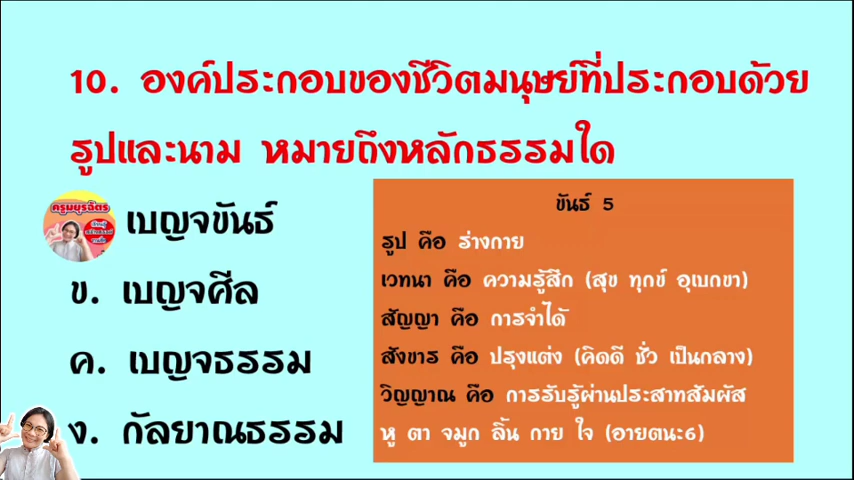 10. องค์ประกอบของชีวิตมนุษย์ที่ประกอบด้วย
รูปและนาม หมายถึงหลักธรรมใด
ครูมยุรฉัตร
เบญจขันธ์
ข. เบญจศีล
ค. เบญจธรรม
ง. กัลยาณธรรม
ขันธ์ 5
รูป คือ ร่างกาย
เวทนา คือ ความรู้สึก (สุข ทุกข์ อุเบกขา)
สัญญา คือ การจำได้
สังขาร คือ ปรุงแต่ง (คิดดี ชั่ว เป็นกลาง)
วิญญาณ คือ การรับรู้ผ่านประสาทสัมผัส
หู ตา จมูก ลิ้น กาย ใจ (อายตนะ6)